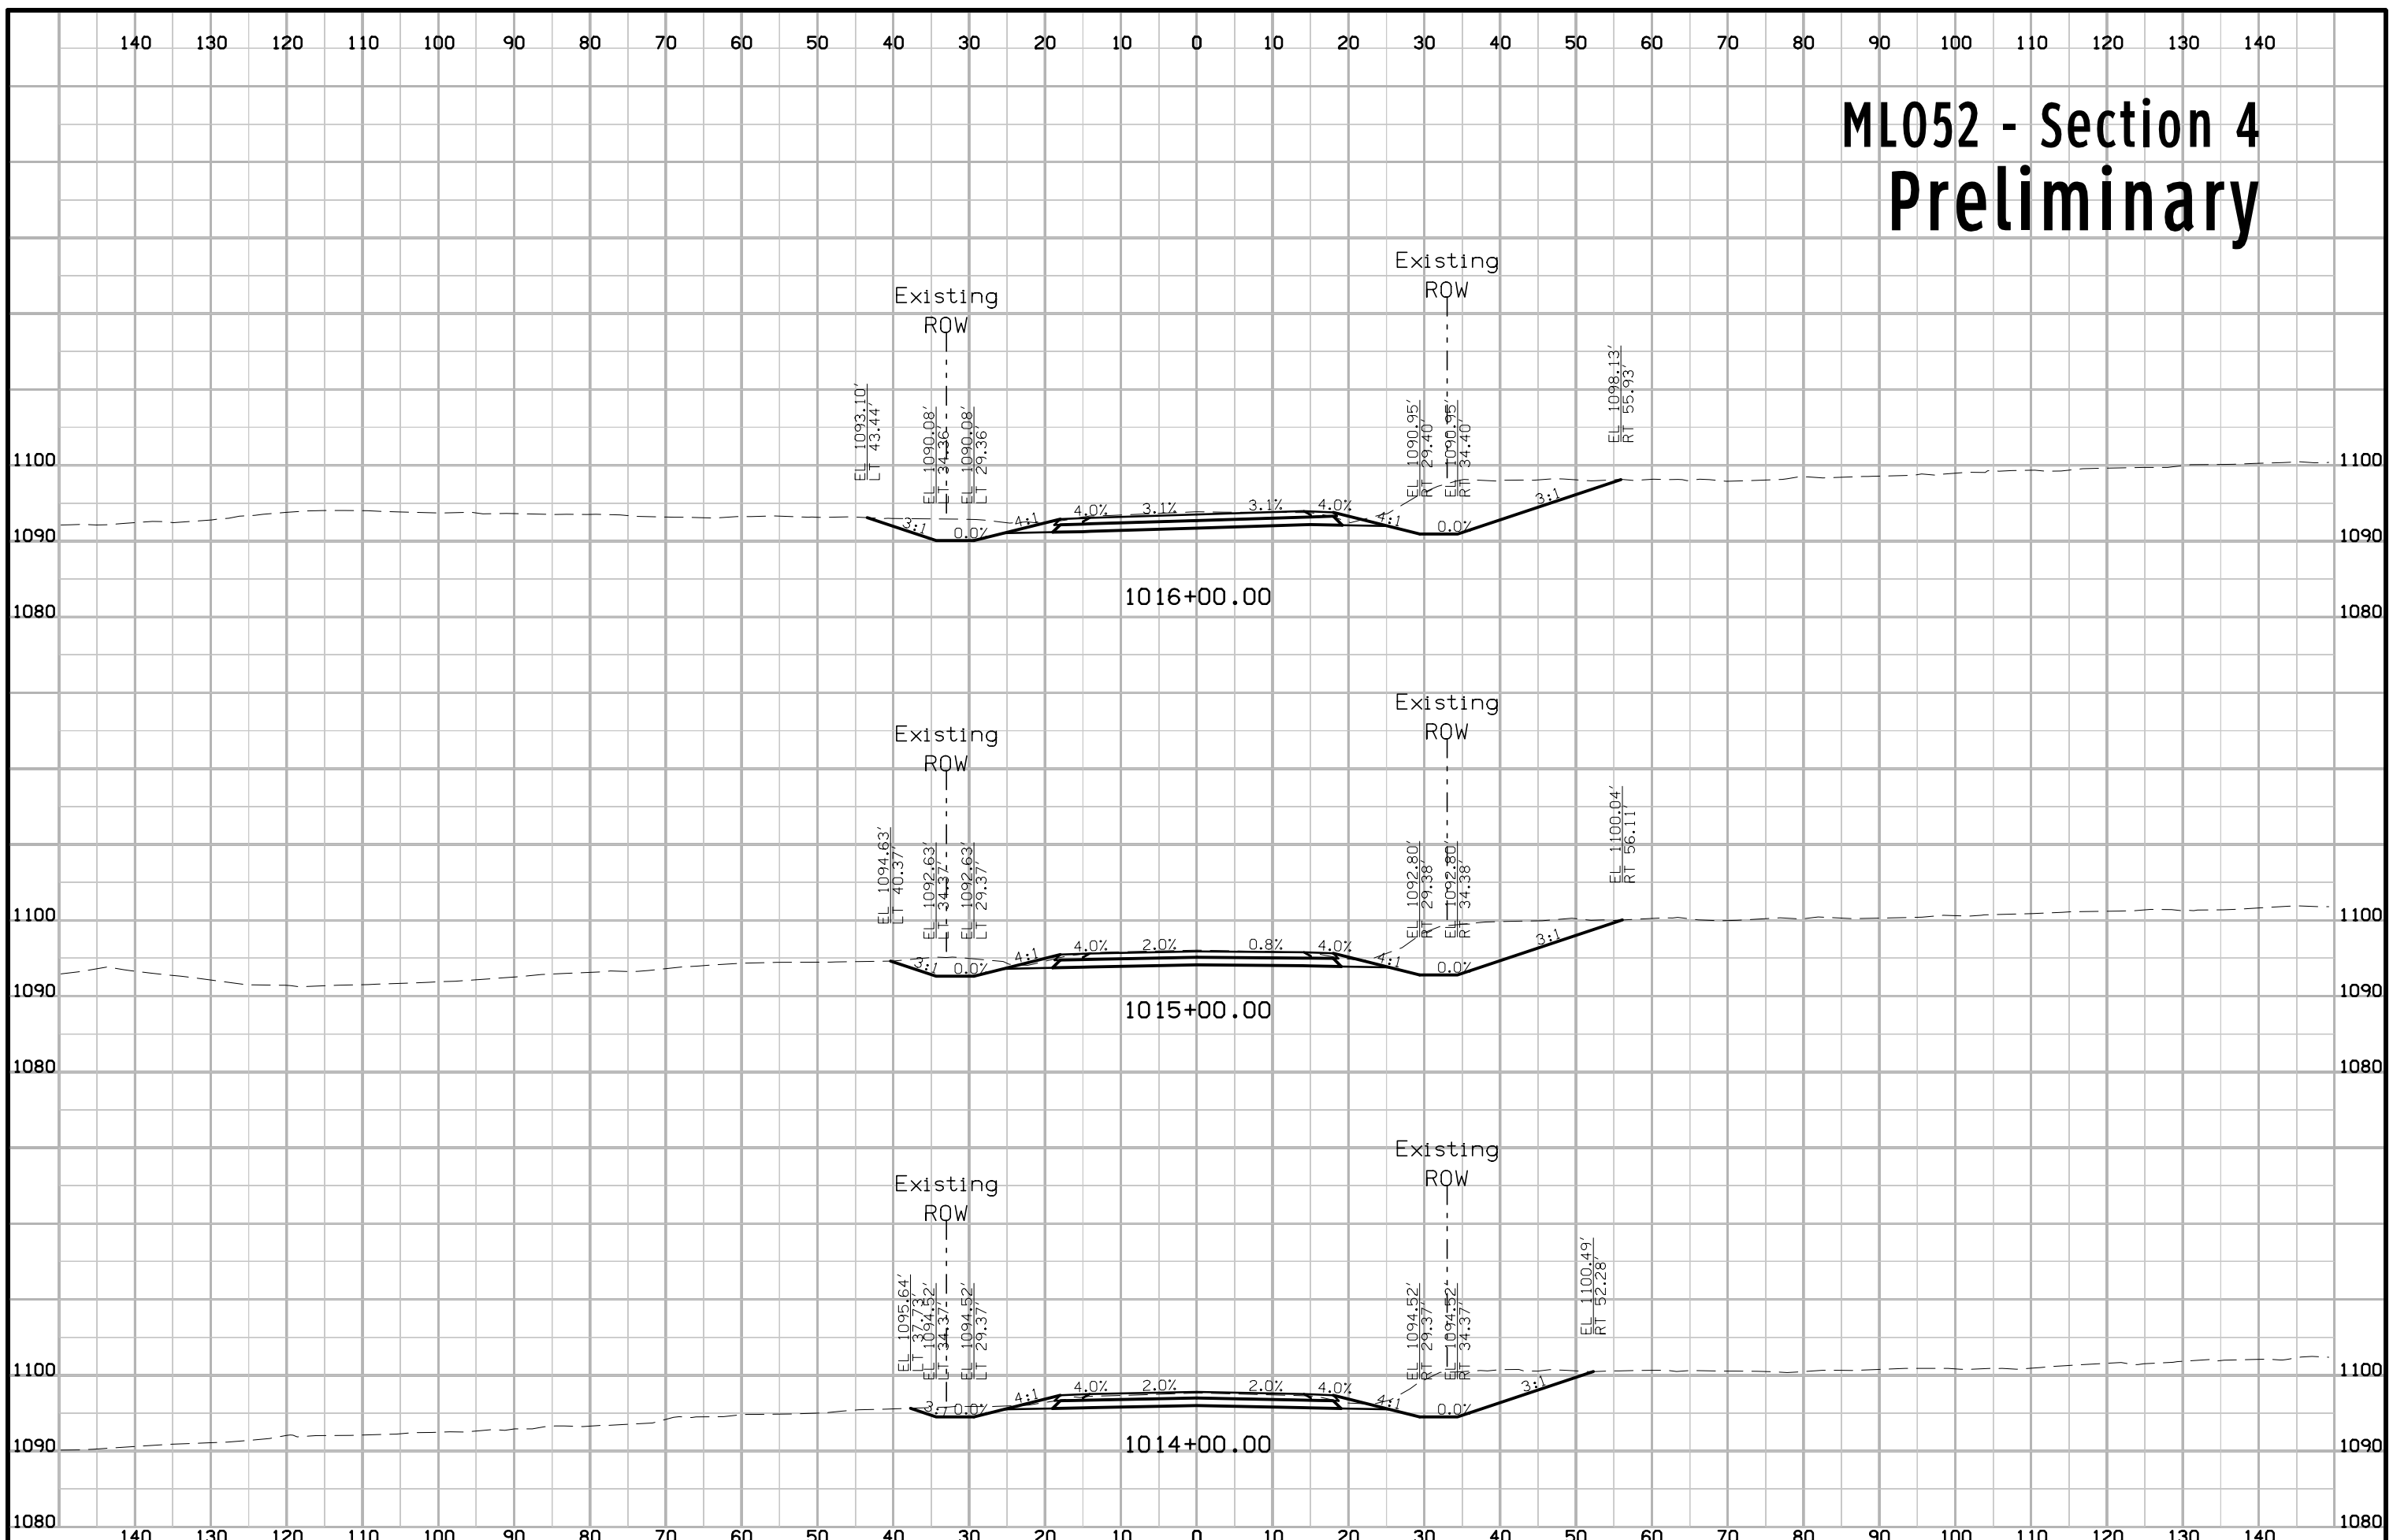 140 130 120 110 100 90 80 70 60 50 40 30 20 10 0 10 20 30 40 50 60 70 80 90 100 110 120 130 140
ML052 - Section 4
Preliminary
Existing
ROW
Existing
ROW
EL 1093.10'
LT 43.44'
EL 1090.08'
LT 34.36'
EL 1090.08'
LT 29.36'
EL 1090.95'
RT 29.40'
EL 1090.95'
RT 34.40'
EL 1098.13'
RT 55.93'
1100 1100
3:1 0.0% 4:1 4.0% 3.1% 3.1% 4.0% 4:1 0.0% 3:1
1090 1090
1016+00.00
1080 1080
Existing
ROW
Existing
ROW
EL 1094.63'
LT 40.37'
EL 1092.63'
LT 34.37'
EL 1092.63'
LT 29.37'
EL 1092.80'
RT 29.38'
EL 1092.80'
RT 34.38'
EL 1100.04'
RT 56.11'
1100 1100
3:1 0.0% 4:1 4.0% 2.0% 0.8% 4.0% 4:1 0.0% 3:1
1090 1090
1015+00.00
1080 1080
Existing
ROW
Existing
ROW
EL 1095.64'
LT 37.73'
EL 1094.52'
LT 34.37'
EL 1094.52'
LT 29.37'
EL 1094.52'
RT 29.37'
EL 1094.52'
RT 34.37'
EL 1100.49'
RT 52.28'
1100 1100
3:1 0.0% 4:1 4.0% 2.0% 2.0% 4.0% 4:1 0.0% 3:1
1090 1090
1014+00.00
1080 1080
140 130 120 110 100 90 80 70 60 50 40 30 20 10 0 10 20 30 40 50 60 70 80 90 100 110 120 130 140